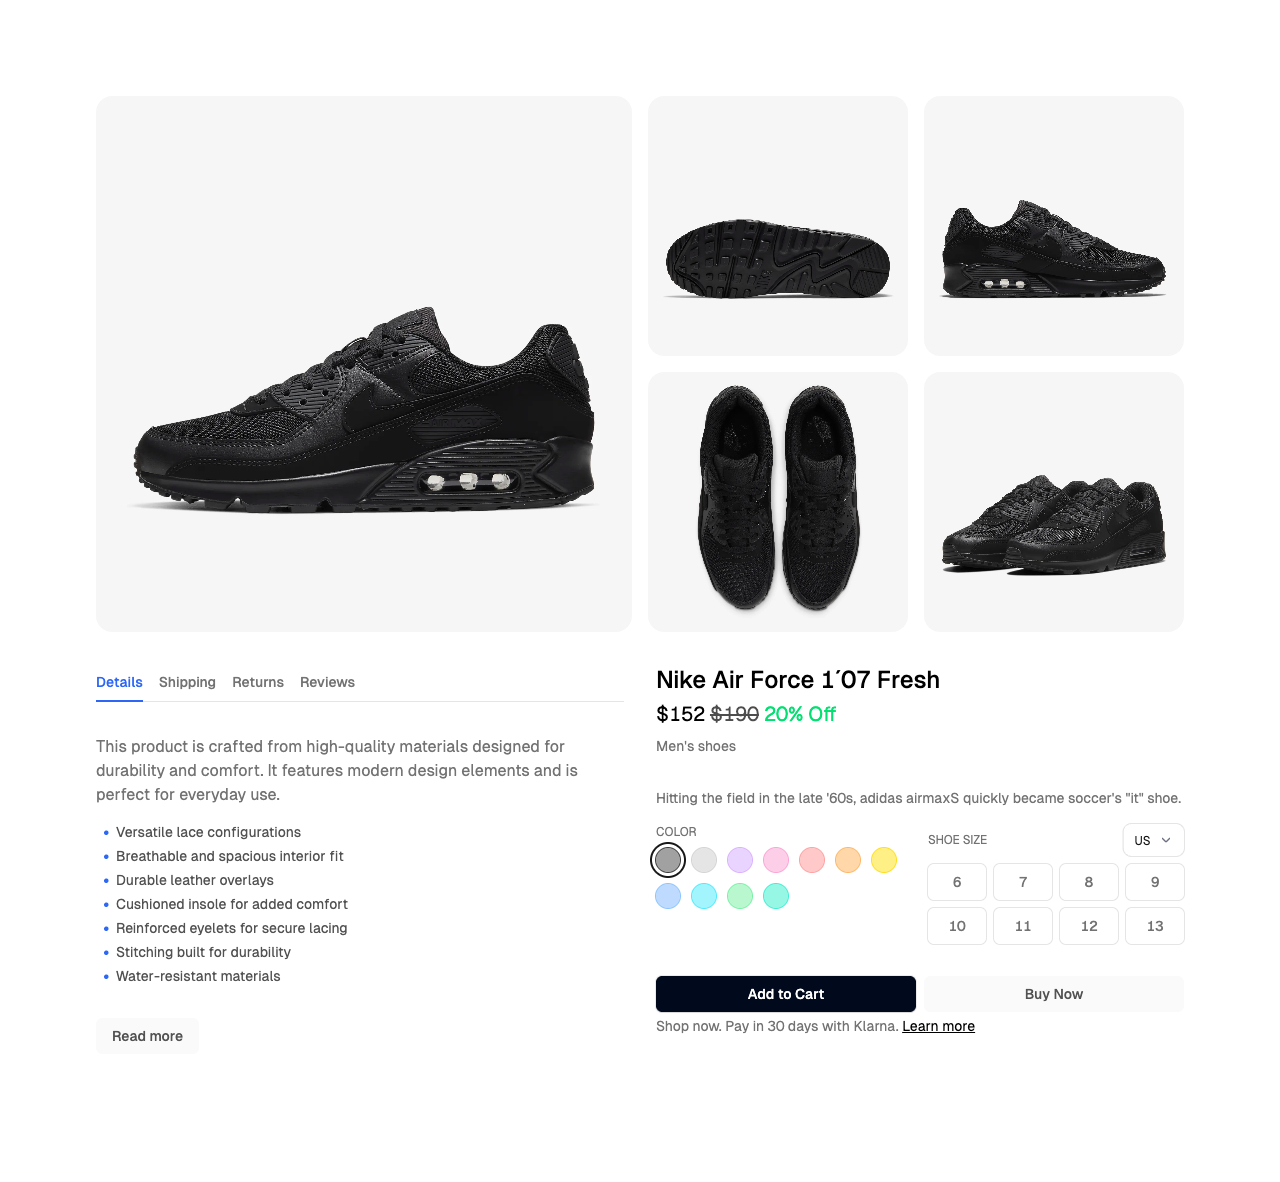 Details Shipping Returns Reviews
This product is crafted from high-quality materials designed for
durability and comfort. It features modern design elements and is
perfect for everyday use.
• Versatile lace configurations
• Breathable and spacious interior fit
• Durable leather overlays
• Cushioned insole for added comfort
• Reinforced eyelets for secure lacing
• Stitching built for durability
• Water-resistant materials
Read more
Nike Air Force 1´07 Fresh
$152 $190 20% Off
Men's shoes
Hitting the field in the late '60s, adidas airmaxS quickly became soccer's "it" shoe.
COLOR
SHOE SIZE
US
6 7 8 9
10 11 12 13
Add to Cart
Buy Now
Shop now. Pay in 30 days with Klarna. Learn more